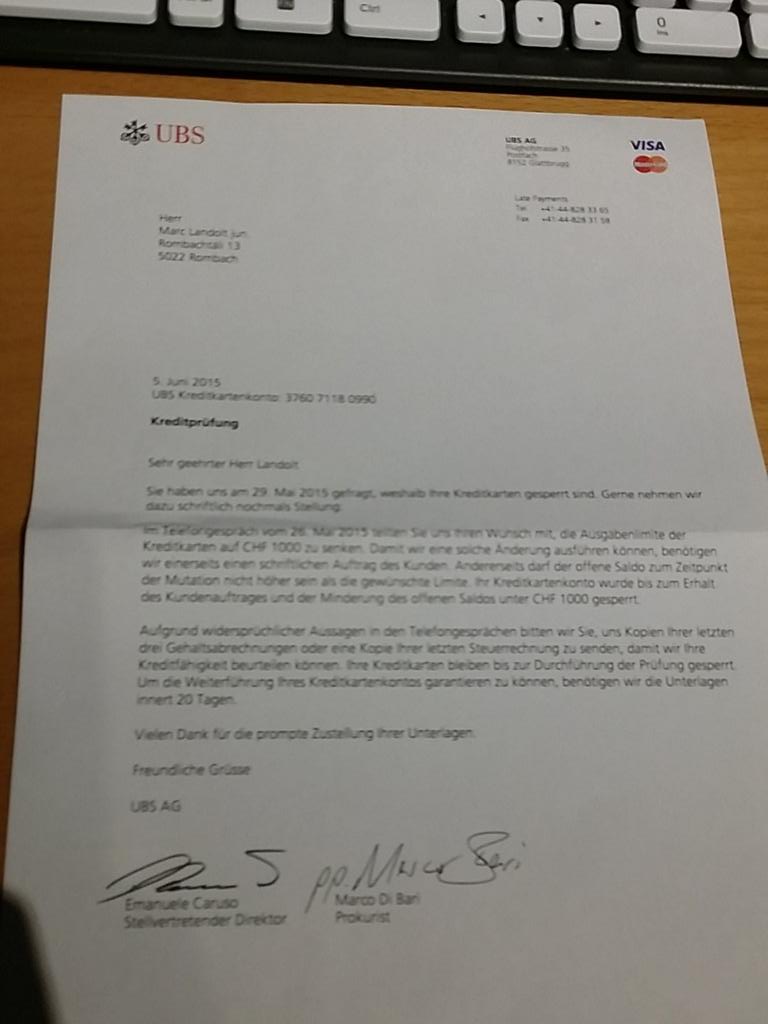 Ctrl
0
Ins
UBS
UBS AG
Flughofstrasse 35
Postfach
8152 Glattbrugg
VISA
MasterCard
Late Payments
Tel +41-44-828 33 65
Fax +41-44-828 31 58
Herr
Marc Landolt jun.
Rombachtäli 13
5022 Rombach
5. Juni 2015
UBS Kreditkartenkonto: 3760 7118 0990
Kreditprüfung
Sehr geehrter Herr Landolt
Sie haben uns am 29. Mai 2015 gefragt, weshalb Ihre Kreditkarten gesperrt sind. Gerne nehmen wir
dazu schriftlich nochmals Stellung:
Im Telefongespräch vom 26. Mai 2015 teilten Sie uns Ihren Wunsch mit, die Ausgabenlimite der
Kreditkarten auf CHF 1000 zu senken. Damit wir eine solche Änderung ausführen können, benötigen
wir einerseits einen schriftlichen Auftrag des Kunden. Andererseits darf der offene Saldo zum Zeitpunkt
der Mutation nicht höher sein als die gewünschte Limite. Ihr Kreditkartenkonto wurde bis zum Erhalt
des Kundenauftrages und der Minderung des offenen Saldos unter CHF 1000 gesperrt.
Aufgrund widersprüchlicher Aussagen in den Telefongesprächen bitten wir Sie, uns Kopien Ihrer letzten
drei Gehaltsabrechnungen oder eine Kopie Ihrer letzten Steuerrechnung zu senden, damit wir Ihre
Kreditfähigkeit beurteilen können. Ihre Kreditkarten bleiben bis zur Durchführung der Prüfung gesperrt.
Um die Weiterführung Ihres Kreditkartenkontos garantieren zu können, benötigen wir die Unterlagen
innert 20 Tagen.
Vielen Dank für die prompte Zustellung Ihrer Unterlagen.
Freundliche Grüsse
UBS AG
pp. Marco Bari
Emanuele Caruso
Marco Di Bari
Stellvertretender Direktor
Prokurist